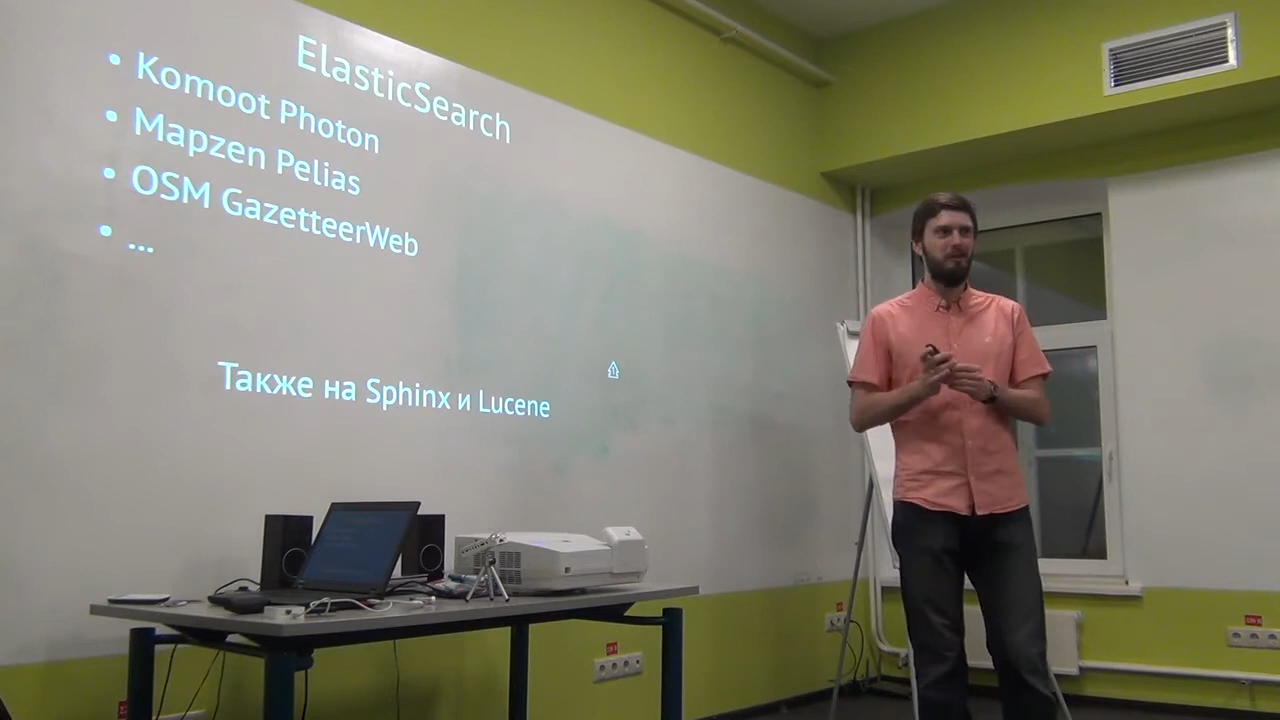 ElasticSearch
• Komoot Photon
• Mapzen Pelias
• OSM GazetteerWeb
• ...
Также на Sphinx и Lucene